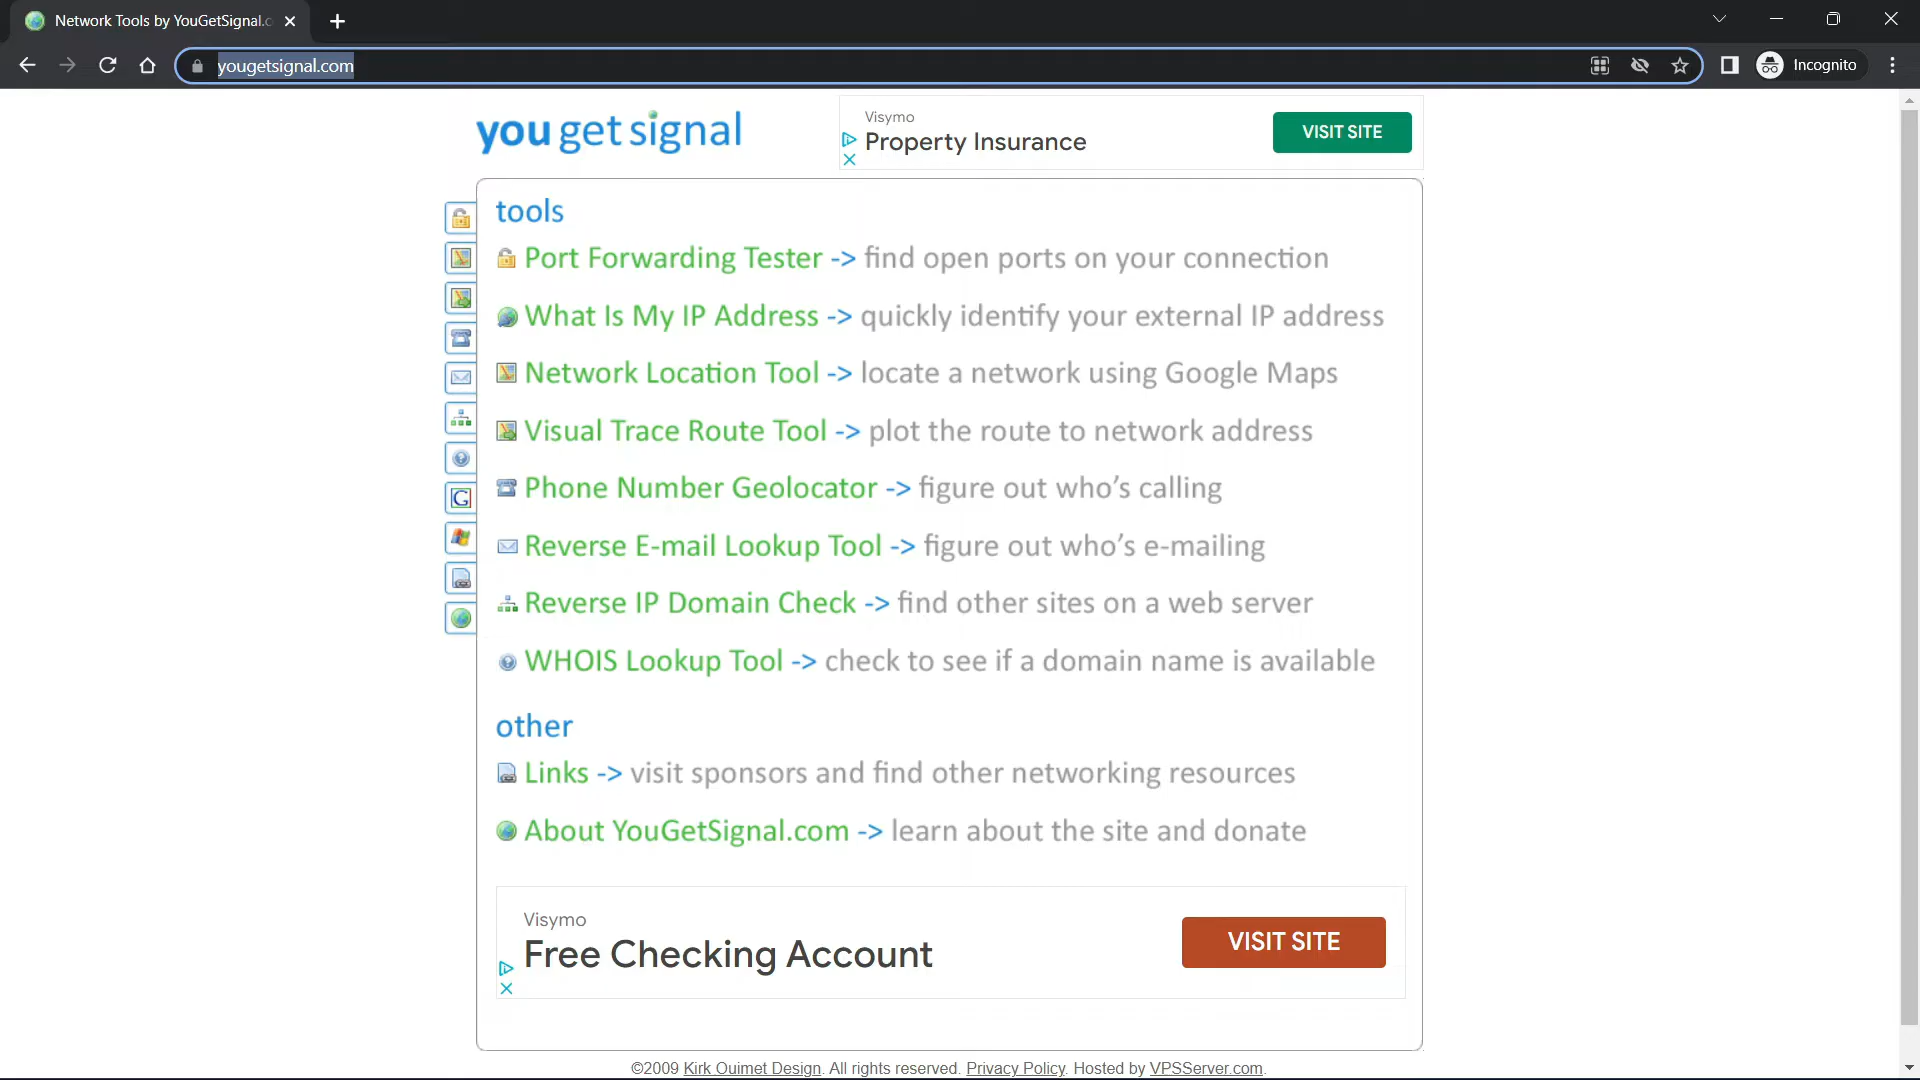 Network Tools by YouGetSignal.c
yougetsignal.com
Incognito
you get signal
Visymo
Property Insurance
VISIT SITE
tools
Port Forwarding Tester -> find open ports on your connection
What Is My IP Address -> quickly identify your external IP address
Network Location Tool -> locate a network using Google Maps
Visual Trace Route Tool -> plot the route to network address
Phone Number Geolocator -> figure out who's calling
Reverse E-mail Lookup Tool -> figure out who's e-mailing
Reverse IP Domain Check -> find other sites on a web server
WHOIS Lookup Tool -> check to see if a domain name is available
other
Links -> visit sponsors and find other networking resources
About YouGetSignal.com -> learn about the site and donate
Visymo
Free Checking Account
VISIT SITE
©2009 Kirk Ouimet Design. All rights reserved. Privacy Policy. Hosted by VPSServer.com.